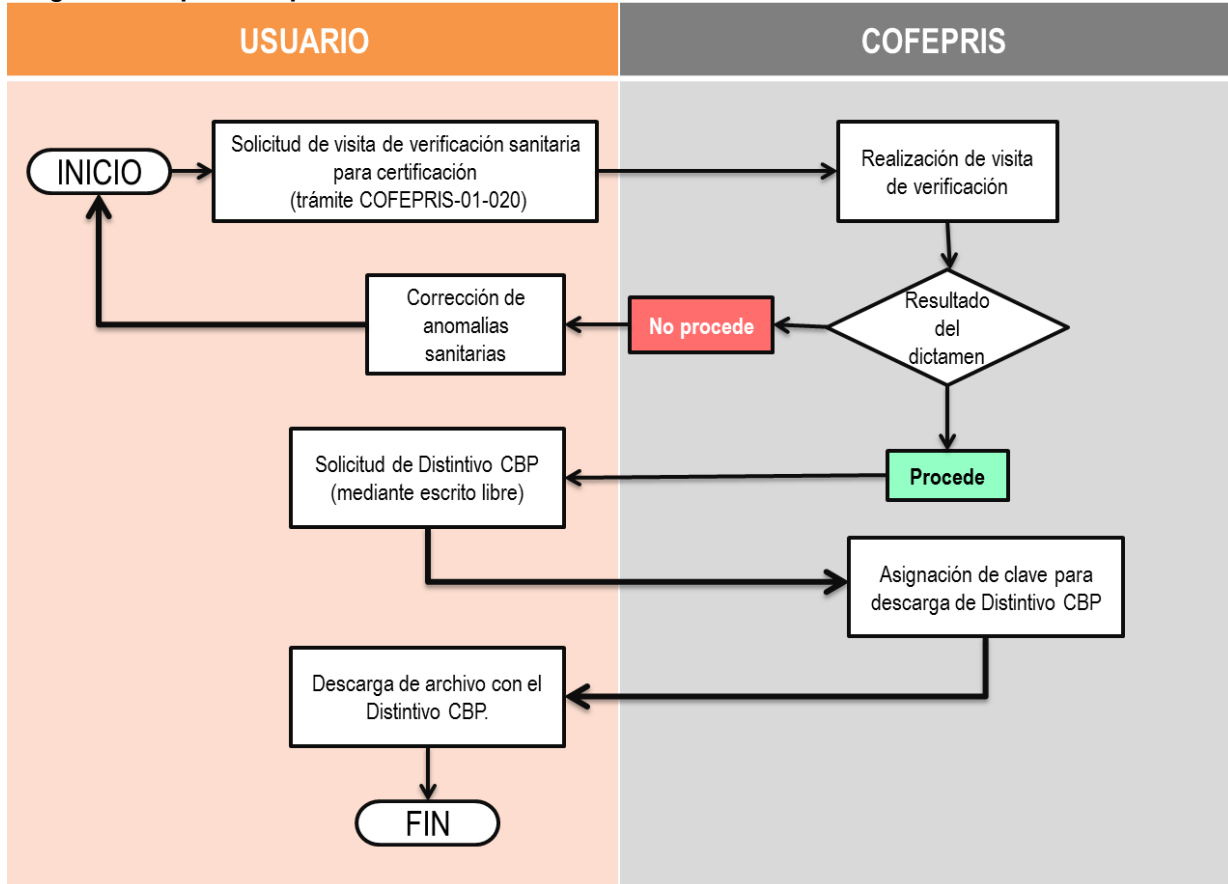 USUARIO
COFEPRIS
INICIO
Solicitud de visita de verificación sanitaria
para certificación
(trámite COFEPRIS-01-020)
Realización de visita
de verificación
Resultado
del
dictamen
No procede
Corrección de
anomalías
sanitarias
Procede
Solicitud de Distintivo CBP
(mediante escrito libre)
Asignación de clave para
descarga de Distintivo CBP
Descarga de archivo con el
Distintivo CBP.
FIN